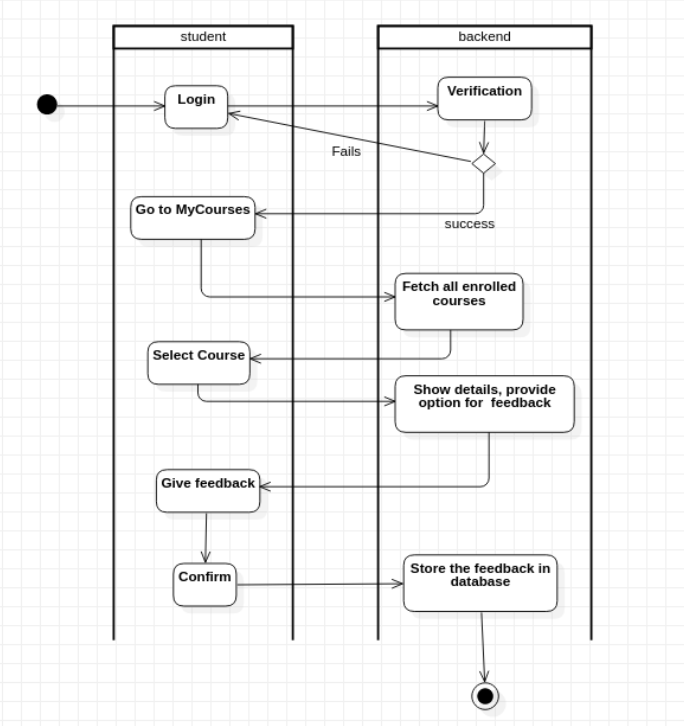 student
backend
Login
Verification
Fails
Go to MyCourses
success
Fetch all enrolled
courses
Select Course
Show details, provide
option for  feedback
Give feedback
Confirm
Store the feedback in
database